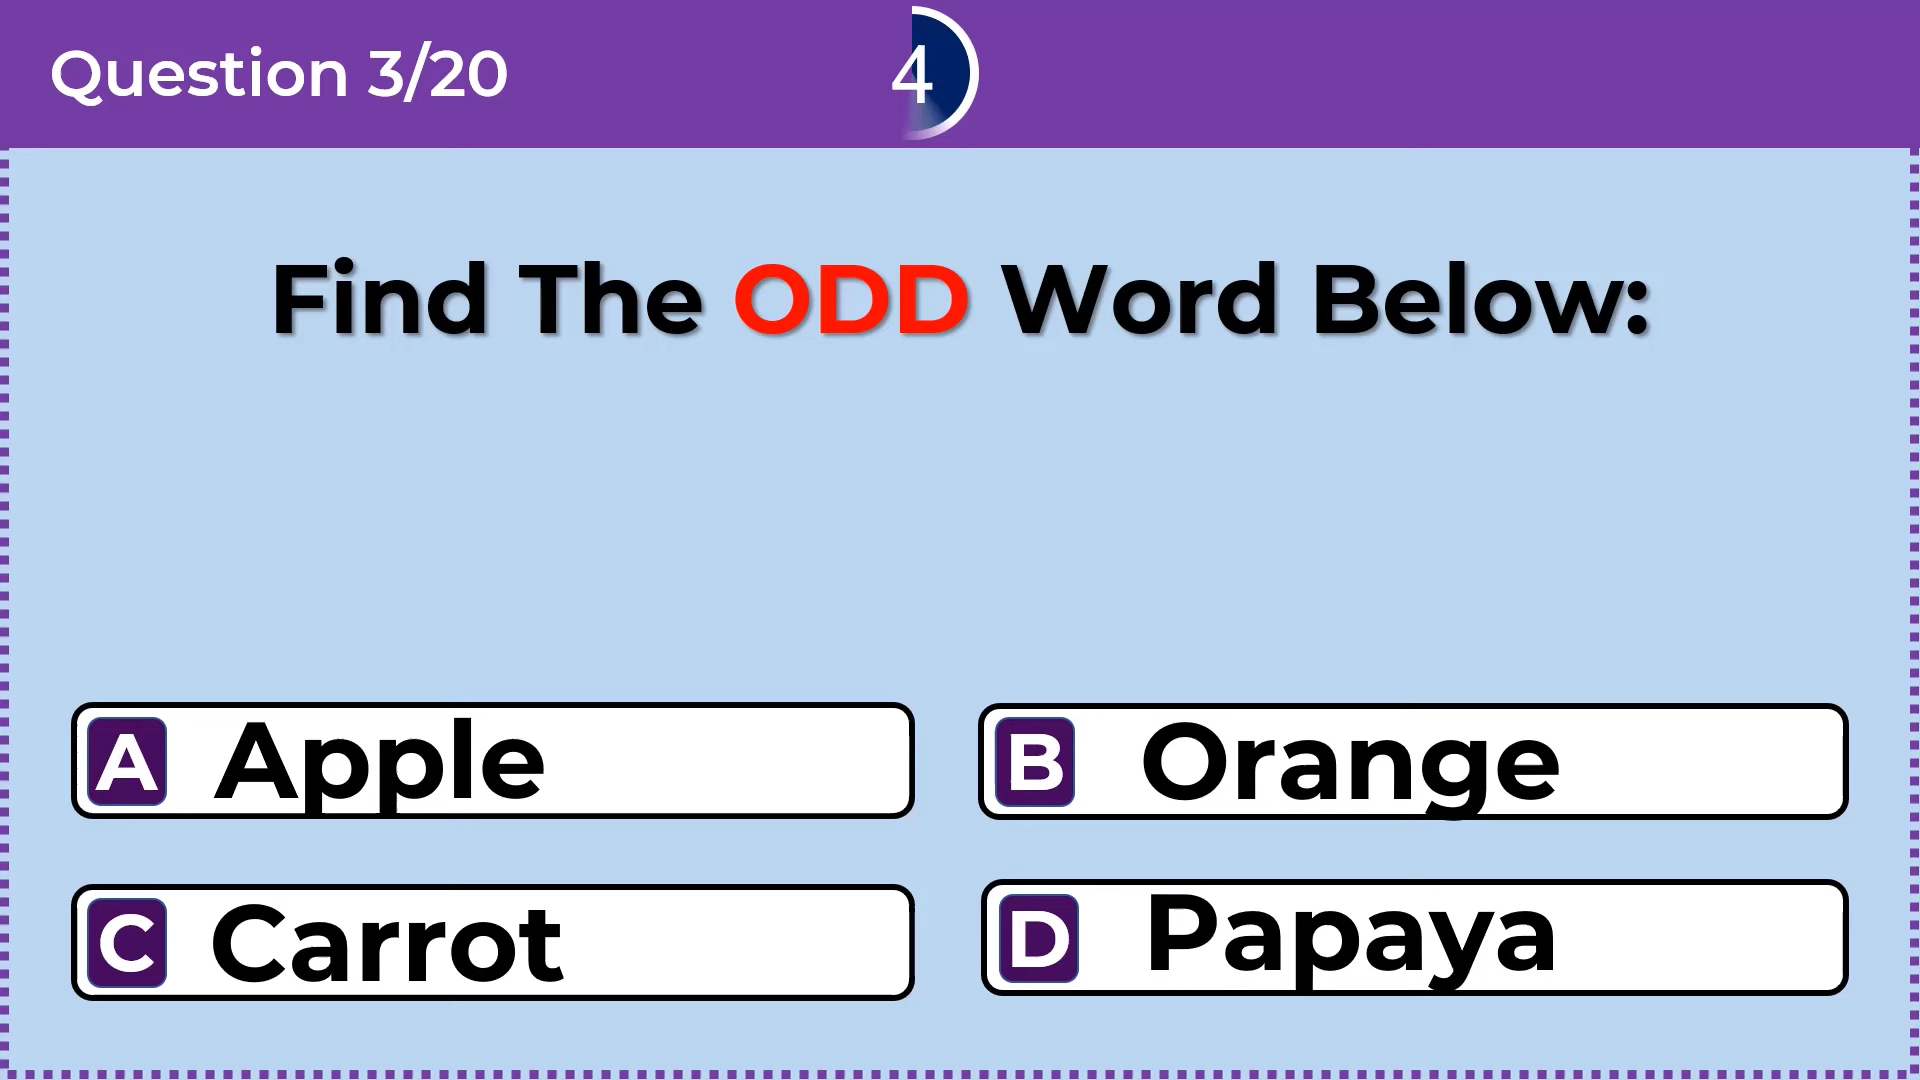 Question 3/20
4
Find The ODD Word Below:
A Apple
B Orange
C Carrot
D Papaya